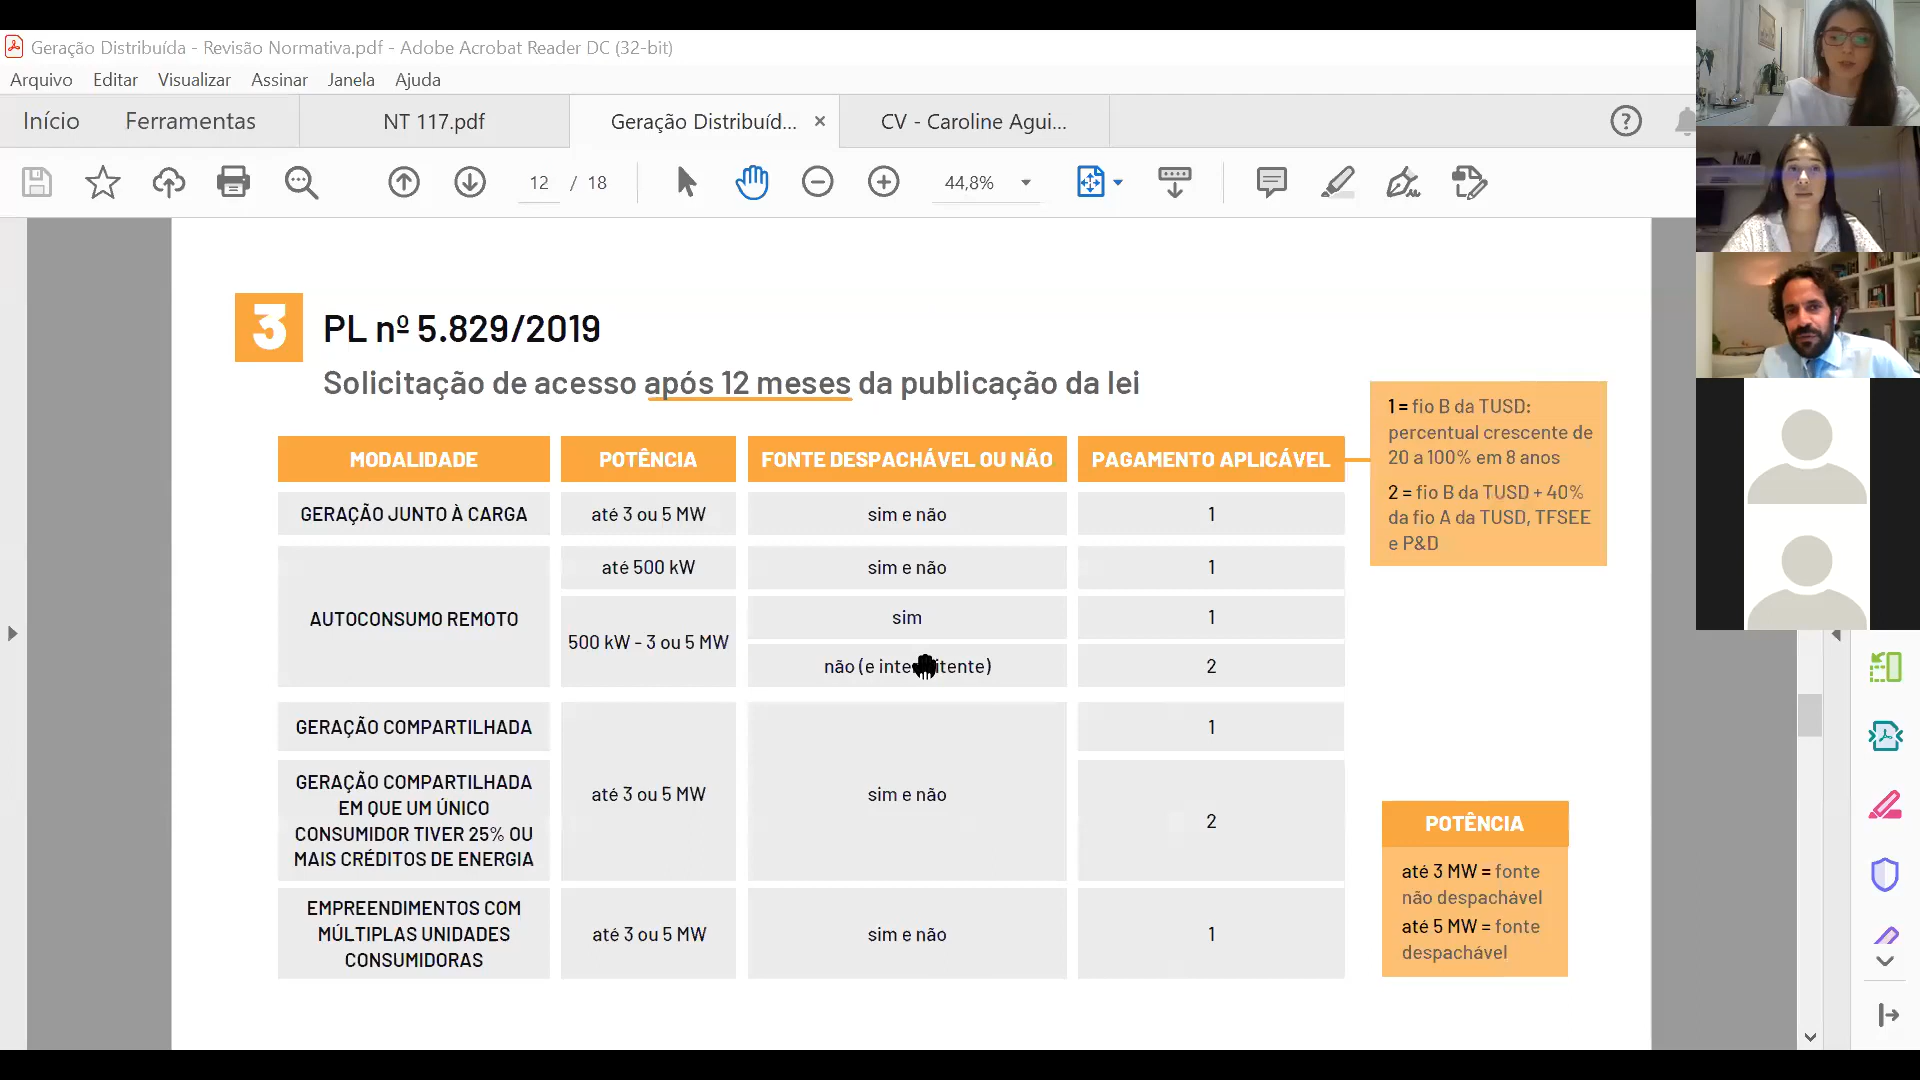 Geração Distribuída - Revisão Normativa.pdf - Adobe Acrobat Reader DC (32-bit)
Arquivo Editar Visualizar Assinar Janela Ajuda
Início Ferramentas NT 117.pdf Geração Distribuíd... × CV - Caroline Agui...
12 / 18 44,8%
3 PL nº 5.829/2019
Solicitação de acesso após 12 meses da publicação da lei
MODALIDADE POTÊNCIA FONTE DESPACHÁVEL OU NÃO PAGAMENTO APLICÁVEL
GERAÇÃO JUNTO À CARGA até 3 ou 5 MW sim e não 1
AUTOCONSUMO REMOTO
até 500 kW sim e não 1
500 kW - 3 ou 5 MW
sim 1
não (e 2
GERAÇÃO COMPARTILHADA 1
GERAÇÃO COMPARTILHADA
EM QUE UM ÚNICO
CONSUMIDOR TIVER 25% OU
MAIS CRÉDITOS DE ENERGIA
até 3 ou 5 MW sim e não
2
EMPREENDIMENTOS COM
MÚLTIPLAS UNIDADES
CONSUMIDORAS
até 3 ou 5 MW sim e não 1
1 = fio B da TUSD:
percentual crescente de
20 a 100% em 8 anos
2 = fio B da TUSD + 40%
da fio A da TUSD, TFSEE
e P&D
POTÊNCIA
até 3 MW = fonte
não despachável
até 5 MW = fonte
despachável